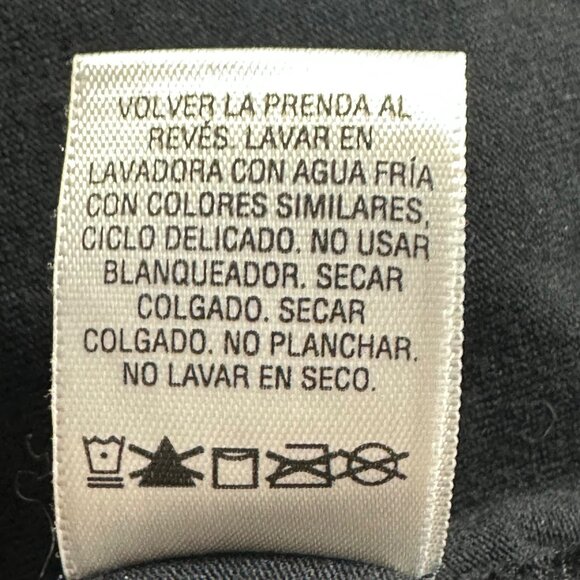 VOLVER LA PRENDA AL
REVÉS. LAVAR EN
LAVADORA CON AGUA FRÍA
CON COLORES SIMILARES,
CICLO DELICADO. NO USAR
BLANQUEADOR. SECAR
COLGADO. SECAR
COLGADO. NO PLANCHAR.
NO LAVAR EN SECO.